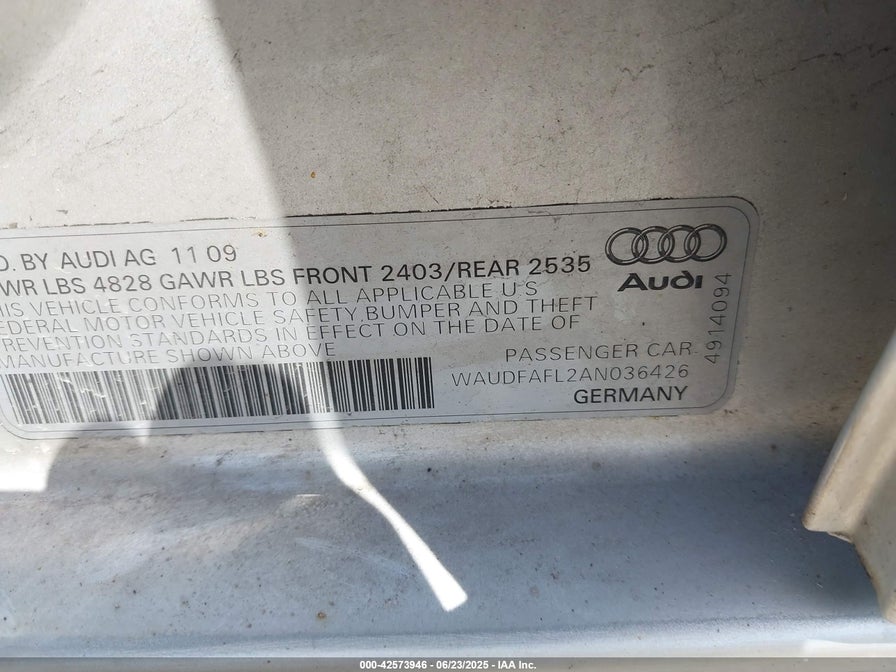 D. BY AUDI AG 11 09
WR LBS 4828 GAWR LBS FRONT 2403/REAR 2535
HIS VEHICLE CONFORMS TO ALL APPLICABLE U S
FEDERAL MOTOR VEHICLE SAFETY BUMPER AND THEFT
PREVENTION STANDARDS IN EFFECT ON THE DATE OF
MANUFACTURE SHOWN ABOVE
PASSENGER CAR
WAUDFAFL2AN036426
GERMANY
Audi
4914094
000-42573946 - 06/23/2025 - IAA Inc.